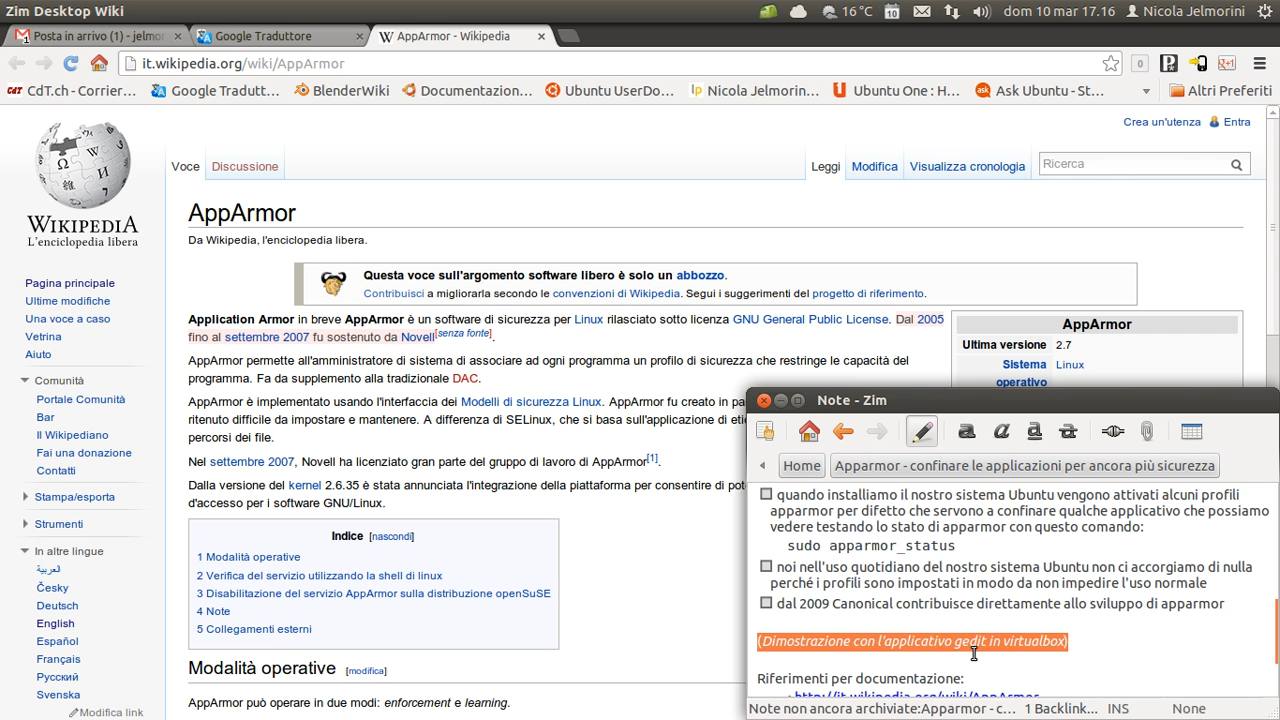 Zim Desktop Wiki
16 °C
10
dom 10 mar 17.16
Nicola Jelmorini
Posta in arrivo (1) - jelmo
Google Traduttore
AppArmor - Wikipedia
it.wikipedia.org/wiki/AppArmor
0
CdT.ch - Corrier...
Google Tradutt...
BlenderWiki
Documentazion...
Ubuntu UserDo...
Nicola Jelmorin...
Ubuntu One : H...
Ask Ubuntu - St...
Altri Preferiti
Crea un'utenza
Entra
Voce
Discussione
Leggi
Modifica
Visualizza cronologia
Ricerca
WIKIPEDIA
L'enciclopedia libera
Pagina principale
Ultime modifiche
Una voce a caso
Vetrina
Aiuto
Comunità
Portale Comunità
Bar
Il Wikipediano
Fai una donazione
Contatti
Stampa/esporta
Strumenti
In altre lingue
العربية
Česky
Deutsch
English
Español
Français
Русский
Svenska
Modifica link
AppArmor
Da Wikipedia, l'enciclopedia libera.
Questa voce sull'argomento software libero è solo un abbozzo.
Contribuisci a migliorarla secondo le convenzioni di Wikipedia. Segui i suggerimenti del progetto di riferimento.
Application Armor in breve AppArmor è un software di sicurezza per Linux rilasciato sotto licenza GNU General Public License. Dal 2005
fino al settembre 2007 fu sostenuto da Novell[senza fonte].
AppArmor permette all'amministratore di sistema di associare ad ogni programma un profilo di sicurezza che restringe le capacità del
programma. Fa da supplemento alla tradizionale DAC.
AppArmor è implementato usando l'interfaccia dei Modelli di sicurezza Linux. AppArmor fu creato in pa
ritenuto difficile da impostare e mantenere. A differenza di SELinux, che si basa sull'applicazione di eti
percorsi dei file.
Nel settembre 2007, Novell ha licenziato gran parte del gruppo di lavoro di AppArmor[1].
Dalla versione del kernel 2.6.35 è stata annunciata l'integrazione della piattaforma per consentire di pot
d'accesso per i software GNU/Linux.
Indice [nascondi]
1 Modalità operative
2 Verifica del servizio utilizzando la shell di linux
3 Disabilitazione del servizio AppArmor sulla distribuzione openSuSE
4 Note
5 Collegamenti esterni
Modalità operative [modifica]
AppArmor può operare in due modi: enforcement e learning.
AppArmor
Ultima versione 2.7
Sistema Linux
operativo
Note - Zim
Home
Apparmor - confinare le applicazioni per ancora più sicurezza
quando installiamo il nostro sistema Ubuntu vengono attivati alcuni profili
apparmor per difetto che servono a confinare qualche applicativo che possiamo
vedere testando lo stato di apparmor con questo comando:
sudo apparmor_status
noi nell'uso quotidiano del nostro sistema Ubuntu non ci accorgiamo di nulla
perché i profili sono impostati in modo da non impedire l'uso normale
dal 2009 Canonical contribuisce direttamente allo sviluppo di apparmor
(Dimostrazione con l'applicativo gedit in virtualbox)
Riferimenti per documentazione:
http://it.wikipedia.org/wiki/AppArmor
Note non ancora archiviate:Apparmor - c...
1 Backlink...
INS
None